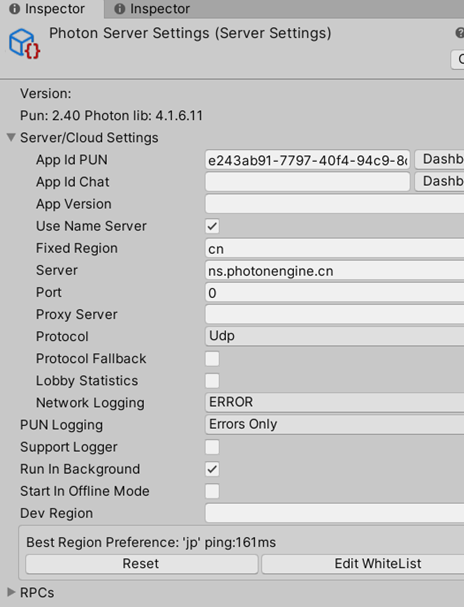 Inspector Inspector
Photon Server Settings (Server Settings)
Version:
Pun: 2.40 Photon lib: 4.1.6.11
Server/Cloud Settings
App Id PUN e243ab91-7797-40f4-94c9-8 Dashb
App Id Chat Dashb
App Version
Use Name Server
Fixed Region cn
Server ns.photonengine.cn
Port 0
Proxy Server
Protocol Udp
Protocol Fallback
Lobby Statistics
Network Logging ERROR
PUN Logging Errors Only
Support Logger
Run In Background
Start In Offline Mode
Dev Region
Best Region Preference: 'jp' ping:161ms
Reset Edit WhiteList
RPCs